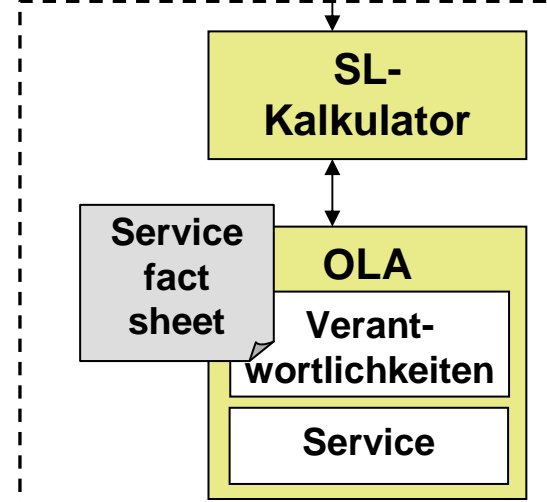 SL-
Kalkulator
Service
fact
sheet
OLA
Verant-
wortlichkeiten
Service